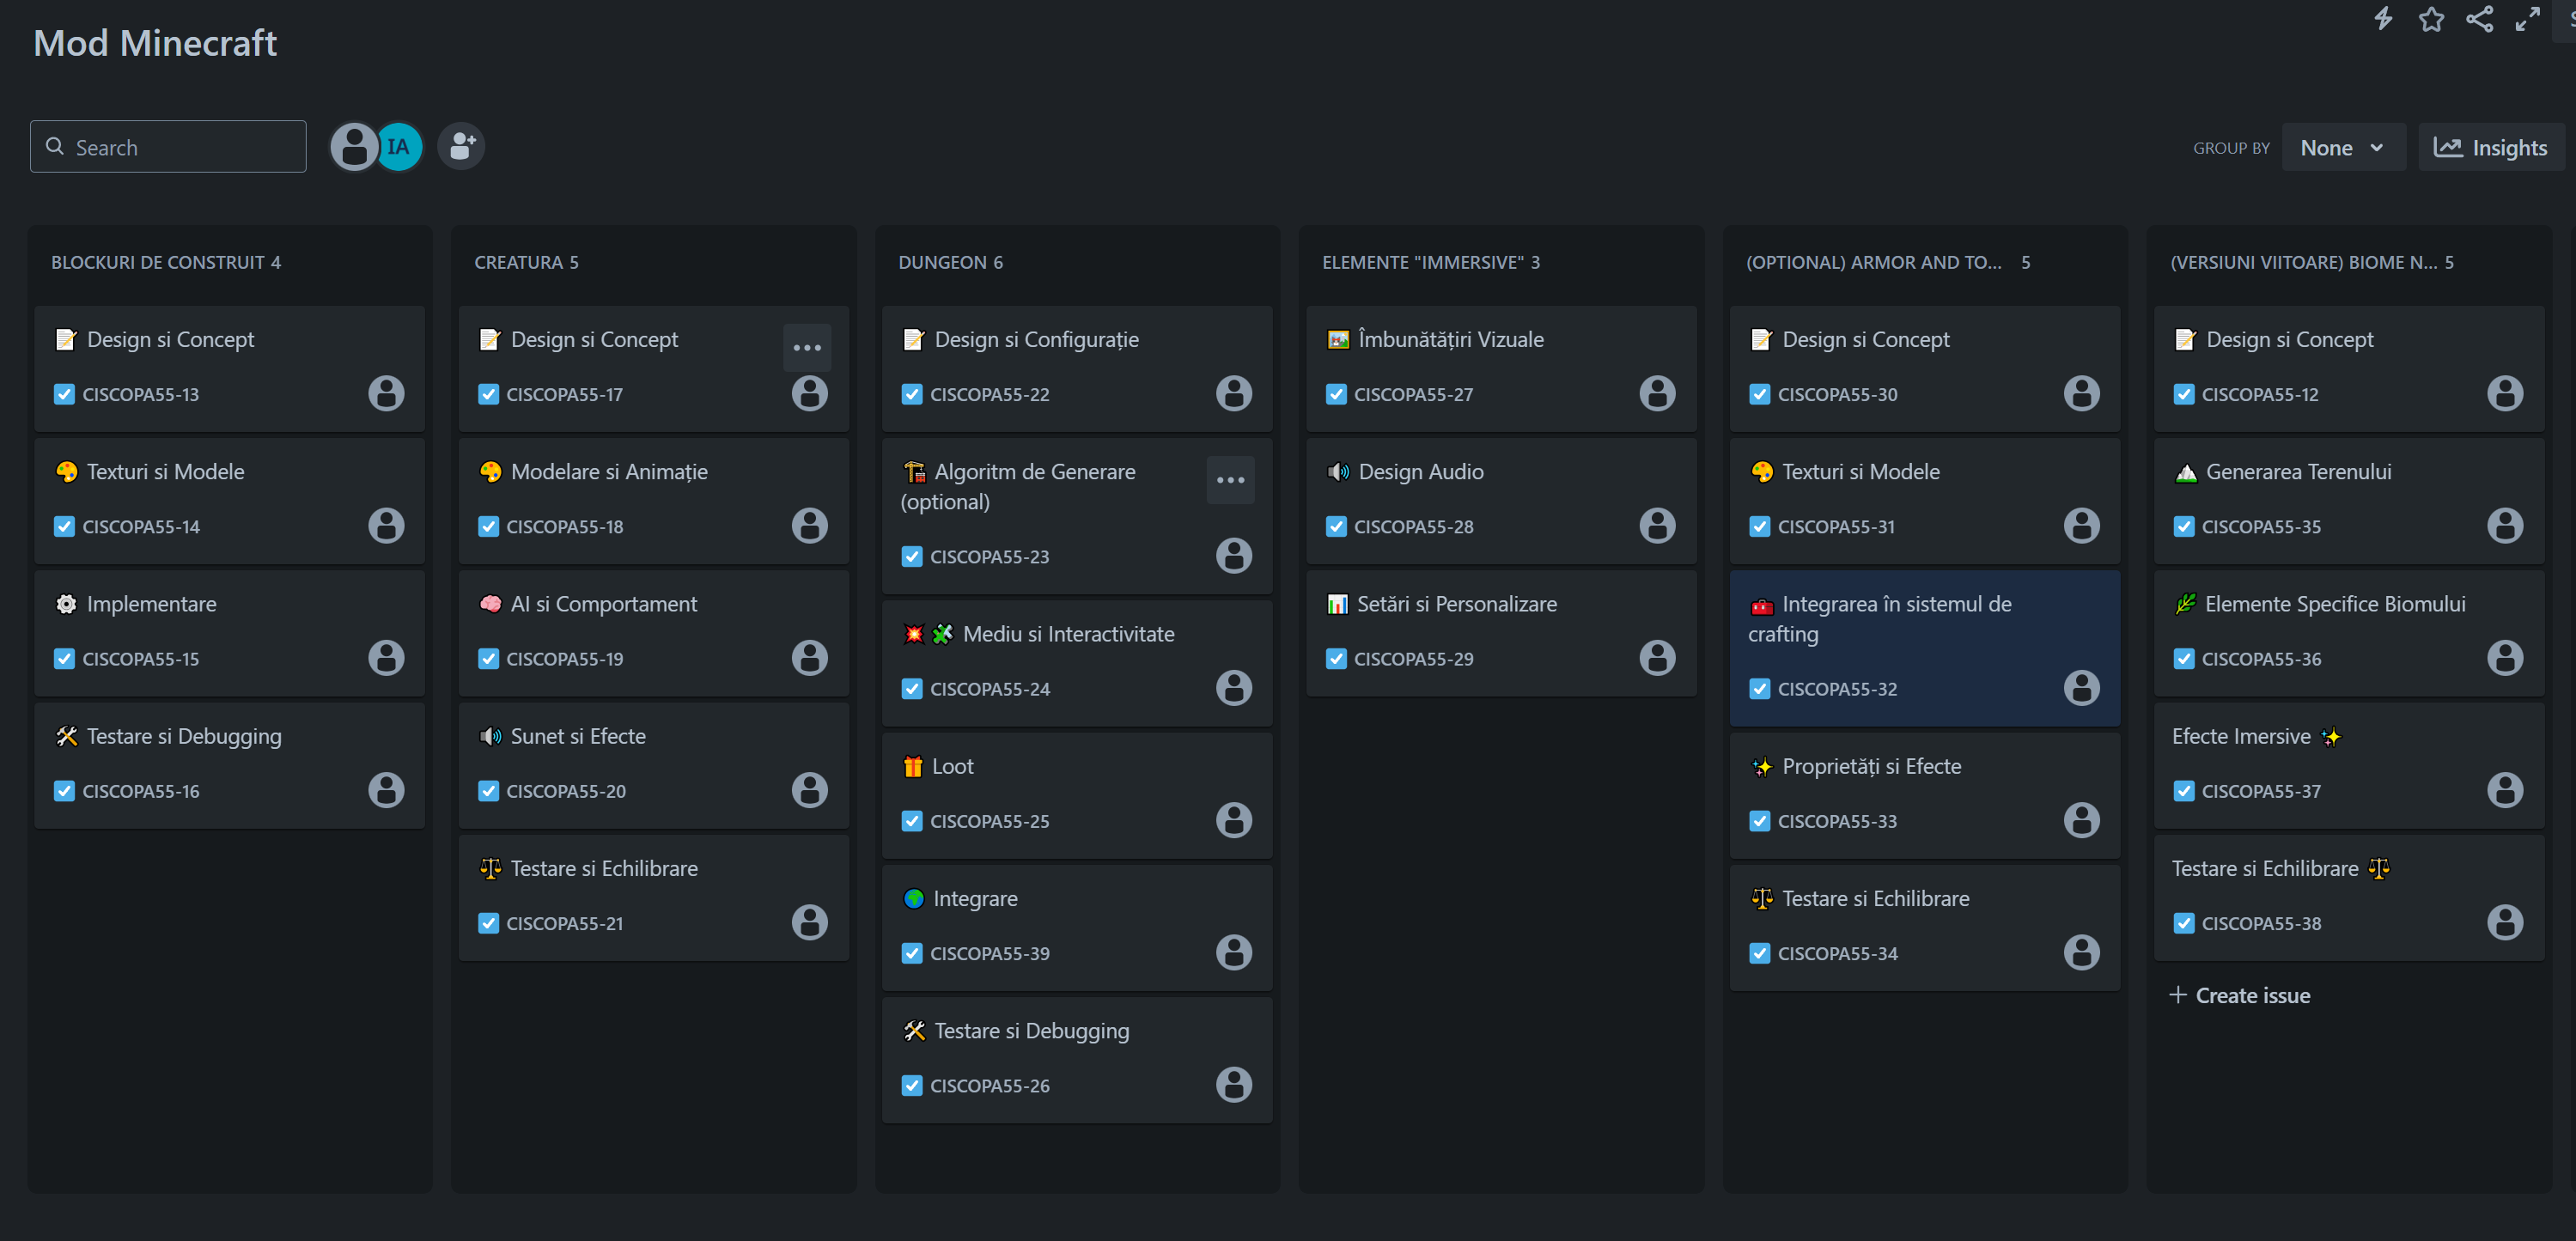 Mod Minecraft
Search
IA
GROUP BY
None
Insights
BLOCKURI DE CONSTRUIT 4
Design si Concept
CISCOPA55-13
Texturi si Modele
CISCOPA55-14
Implementare
CISCOPA55-15
Testare si Debugging
CISCOPA55-16
CREATURA 5
Design si Concept
CISCOPA55-17
Modelare si Animație
CISCOPA55-18
AI si Comportament
CISCOPA55-19
Sunet si Efecte
CISCOPA55-20
Testare si Echilibrare
CISCOPA55-21
DUNGEON 6
Design si Configurație
CISCOPA55-22
Algoritm de Generare
(optional)
CISCOPA55-23
Mediu si Interactivitate
CISCOPA55-24
Loot
CISCOPA55-25
Integrare
CISCOPA55-39
Testare si Debugging
CISCOPA55-26
ELEMENTE "IMMERSIVE" 3
Îmbunătățiri Vizuale
CISCOPA55-27
Design Audio
CISCOPA55-28
Setări si Personalizare
CISCOPA55-29
(OPTIONAL) ARMOR AND TO... 5
Design si Concept
CISCOPA55-30
Texturi si Modele
CISCOPA55-31
Integrarea în sistemul de
crafting
CISCOPA55-32
Proprietăți si Efecte
CISCOPA55-33
Testare si Echilibrare
CISCOPA55-34
(VERSIUNI VIITOARE) BIOME N... 5
Design si Concept
CISCOPA55-12
Generarea Terenului
CISCOPA55-35
Elemente Specifice Biomului
CISCOPA55-36
Efecte Imersive
CISCOPA55-37
Testare si Echilibrare
CISCOPA55-38
+ Create issue